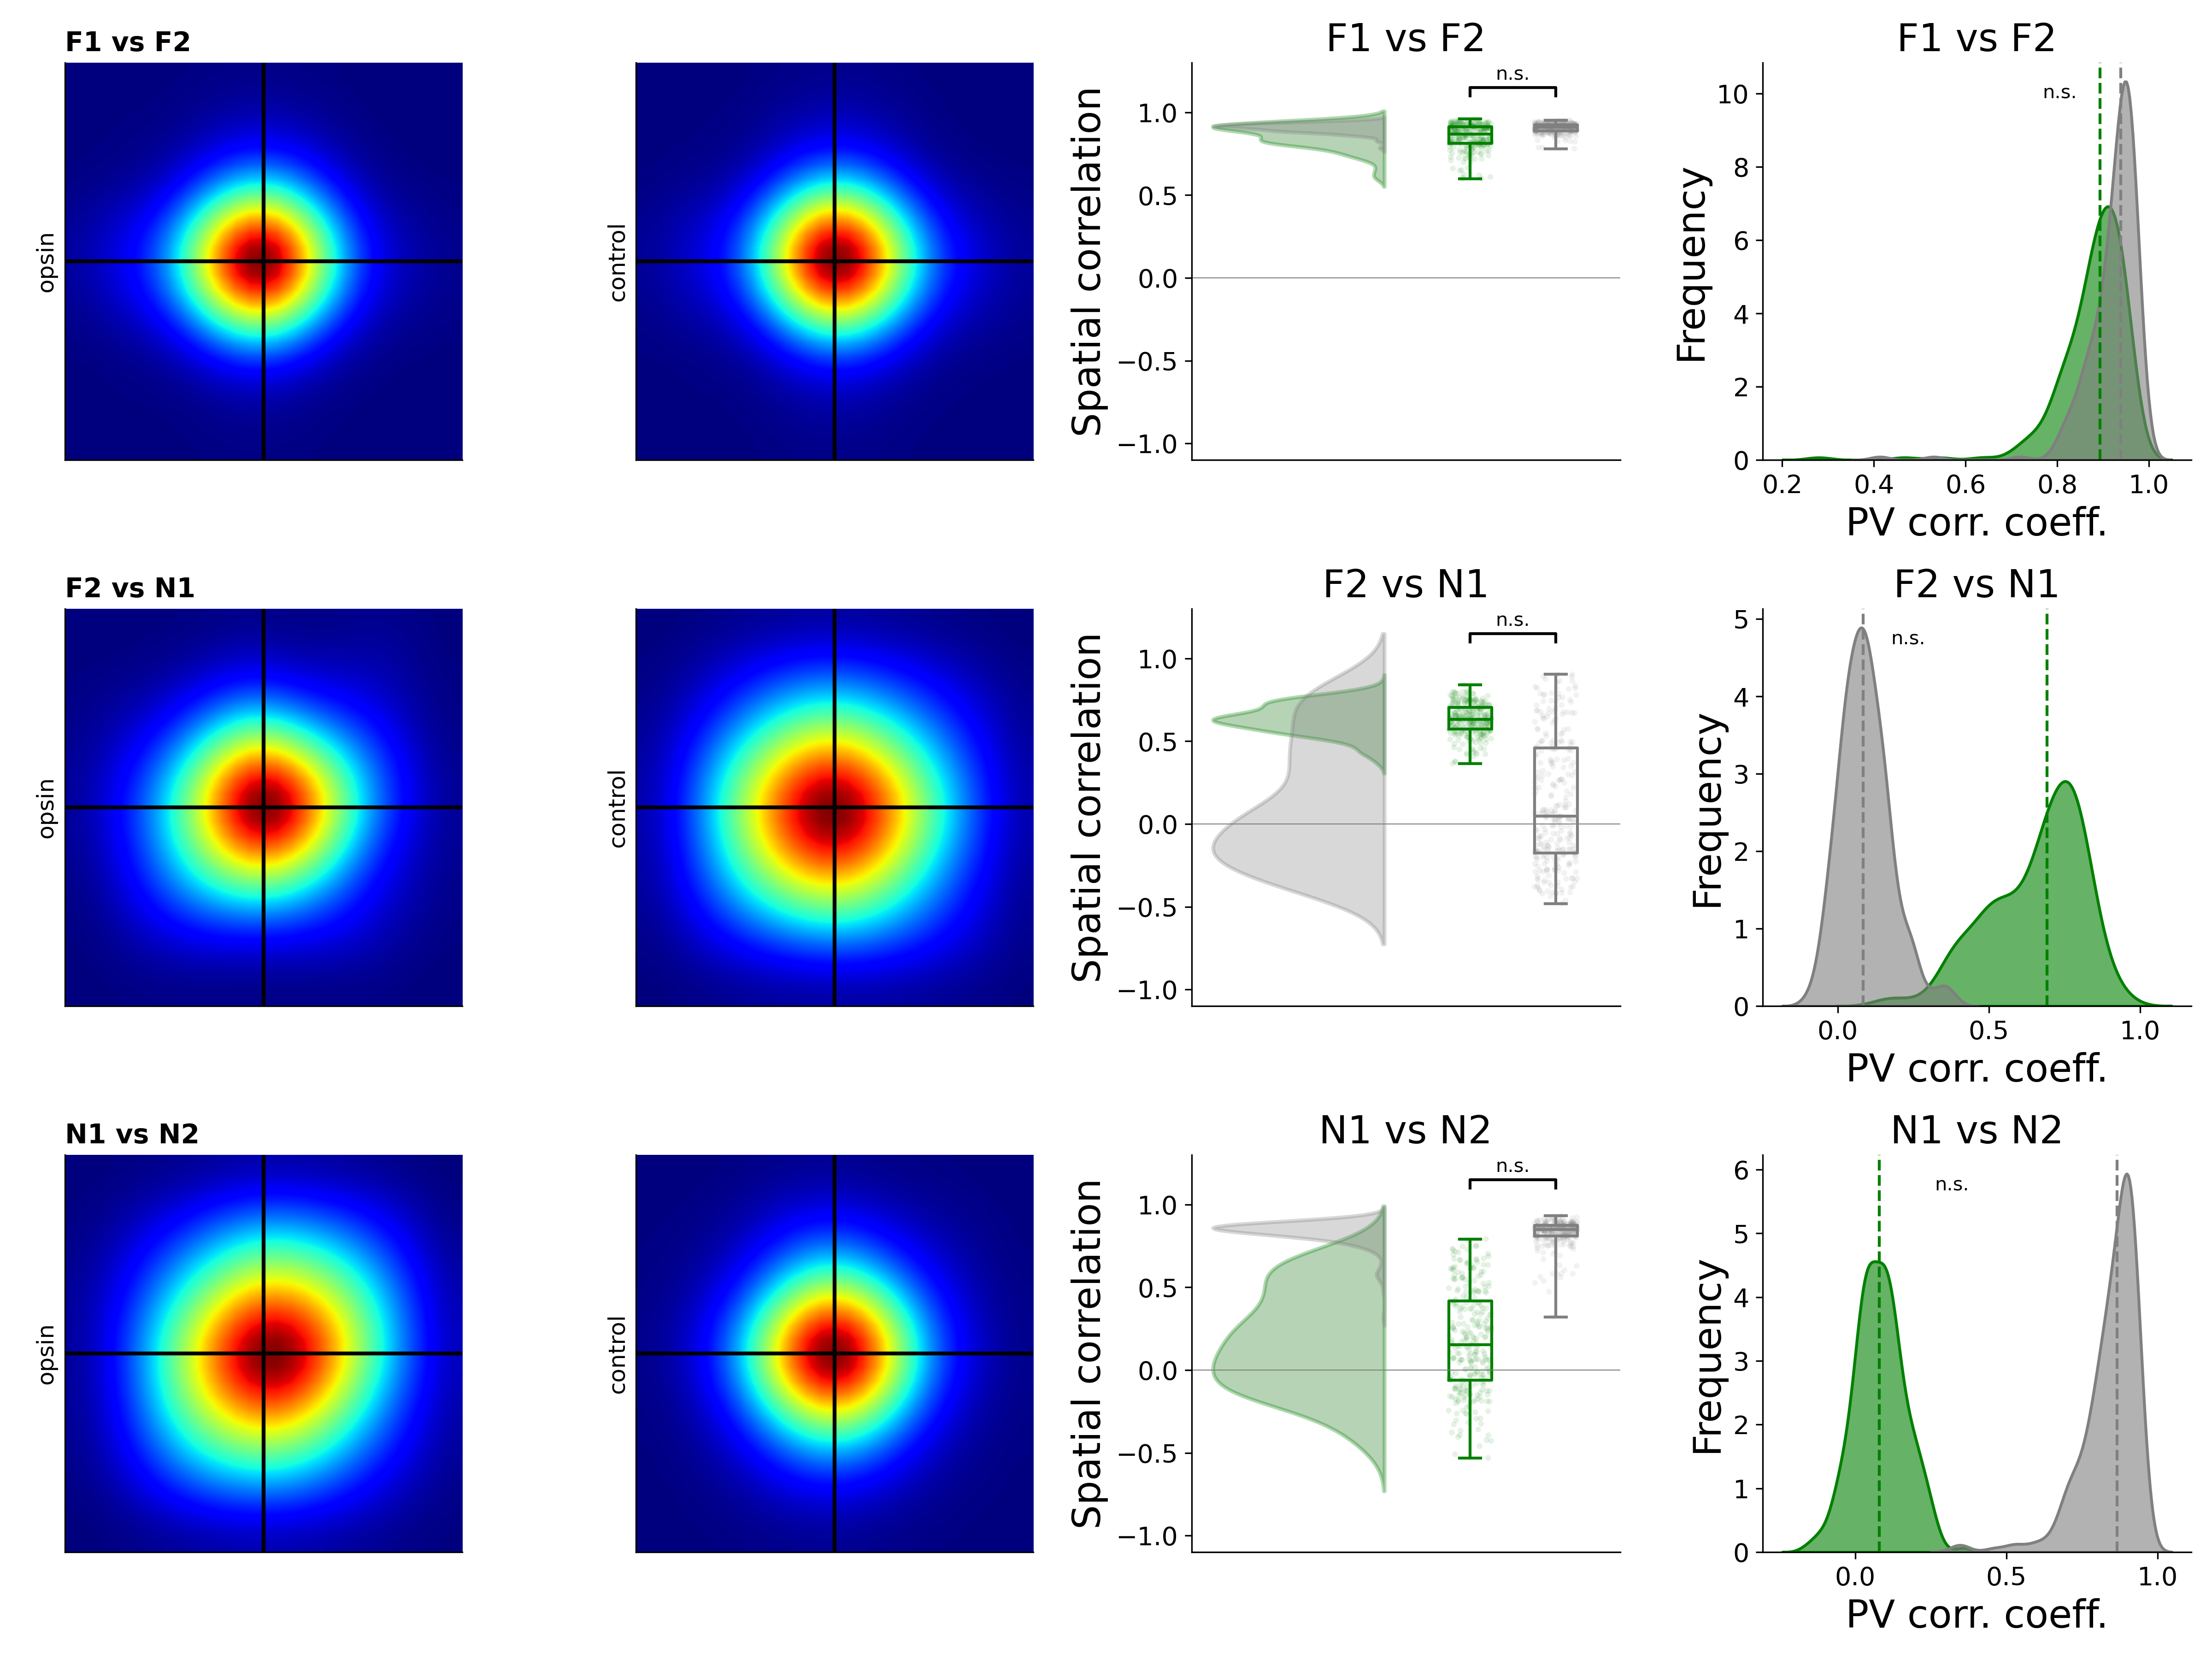 F1 vs F2
opsin
control
F1 vs F2
Spatial correlation
1.0
0.5
0.0
−0.5
−1.0
n.s.
F1 vs F2
Frequency
10
8
6
4
2
0
n.s.
0.2 0.4 0.6 0.8 1.0
PV corr. coeff.
F2 vs N1
opsin
control
F2 vs N1
Spatial correlation
1.0
0.5
0.0
−0.5
−1.0
n.s.
F2 vs N1
Frequency
5
4
3
2
1
0
n.s.
0.0 0.5 1.0
PV corr. coeff.
N1 vs N2
opsin
control
N1 vs N2
Spatial correlation
1.0
0.5
0.0
−0.5
−1.0
n.s.
N1 vs N2
Frequency
6
5
4
3
2
1
0
n.s.
0.0 0.5 1.0
PV corr. coeff.